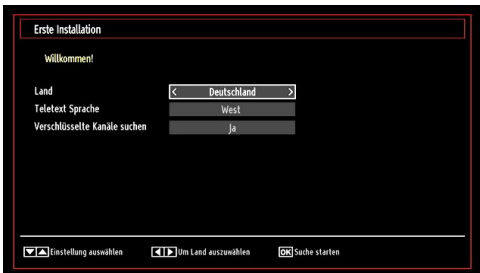 Erste Installation
Willkommen!
Land < Deutschland >
Teletext Sprache West
Verschlüsselte Kanäle suchen Ja
Einstellung auswählen Um Land auszuwählen OK Suche starten